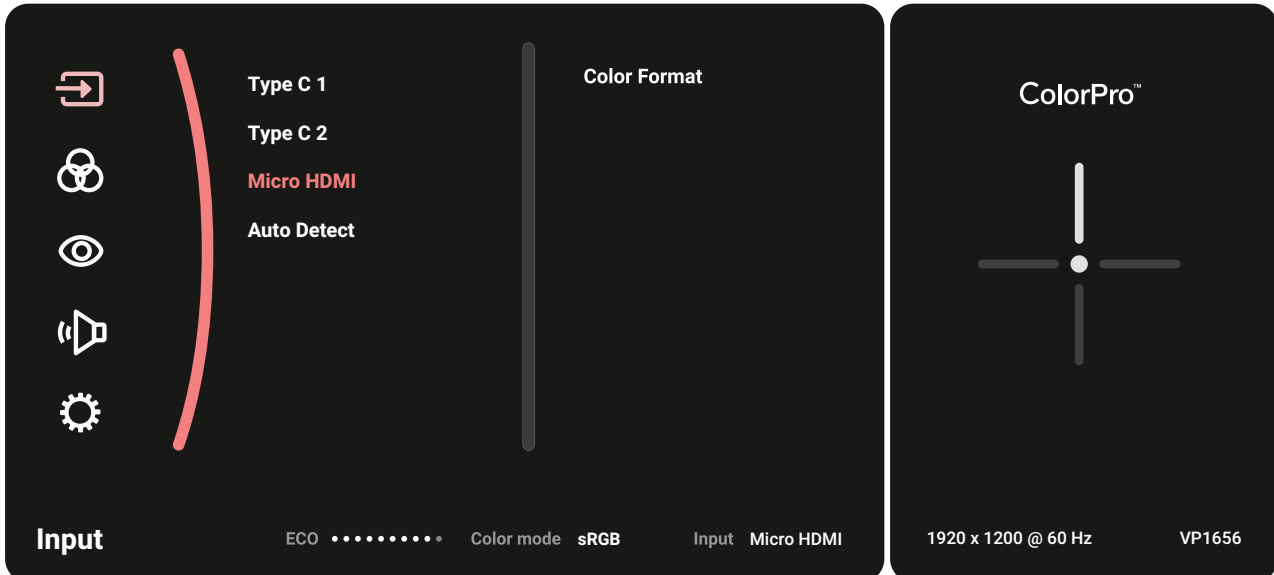 Type C 1
Type C 2
Micro HDMI
Auto Detect
Color Format
Input
ECO
Color mode sRGB
Input Micro HDMI
ColorPro™
1920 x 1200 @ 60 Hz
VP1656